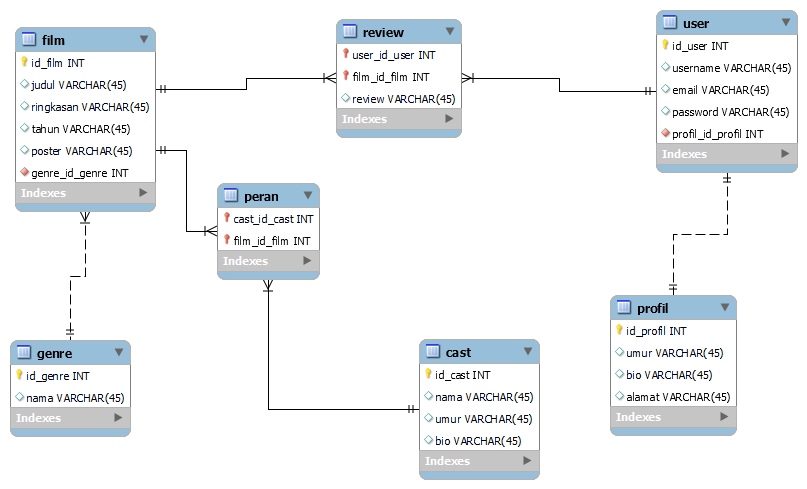 film
id_film INT
judul VARCHAR(45)
ringkasan VARCHAR(45)
tahun VARCHAR(45)
poster VARCHAR(45)
genre_id_genre INT
Indexes
review
user_id_user INT
film_id_film INT
review VARCHAR(45)
Indexes
user
id_user INT
username VARCHAR(45)
email VARCHAR(45)
password VARCHAR(45)
profil_id_profil INT
Indexes
peran
cast_id_cast INT
film_id_film INT
Indexes
genre
id_genre INT
nama VARCHAR(45)
Indexes
cast
id_cast INT
nama VARCHAR(45)
umur VARCHAR(45)
bio VARCHAR(45)
Indexes
profil
id_profil INT
umur VARCHAR(45)
bio VARCHAR(45)
alamat VARCHAR(45)
Indexes